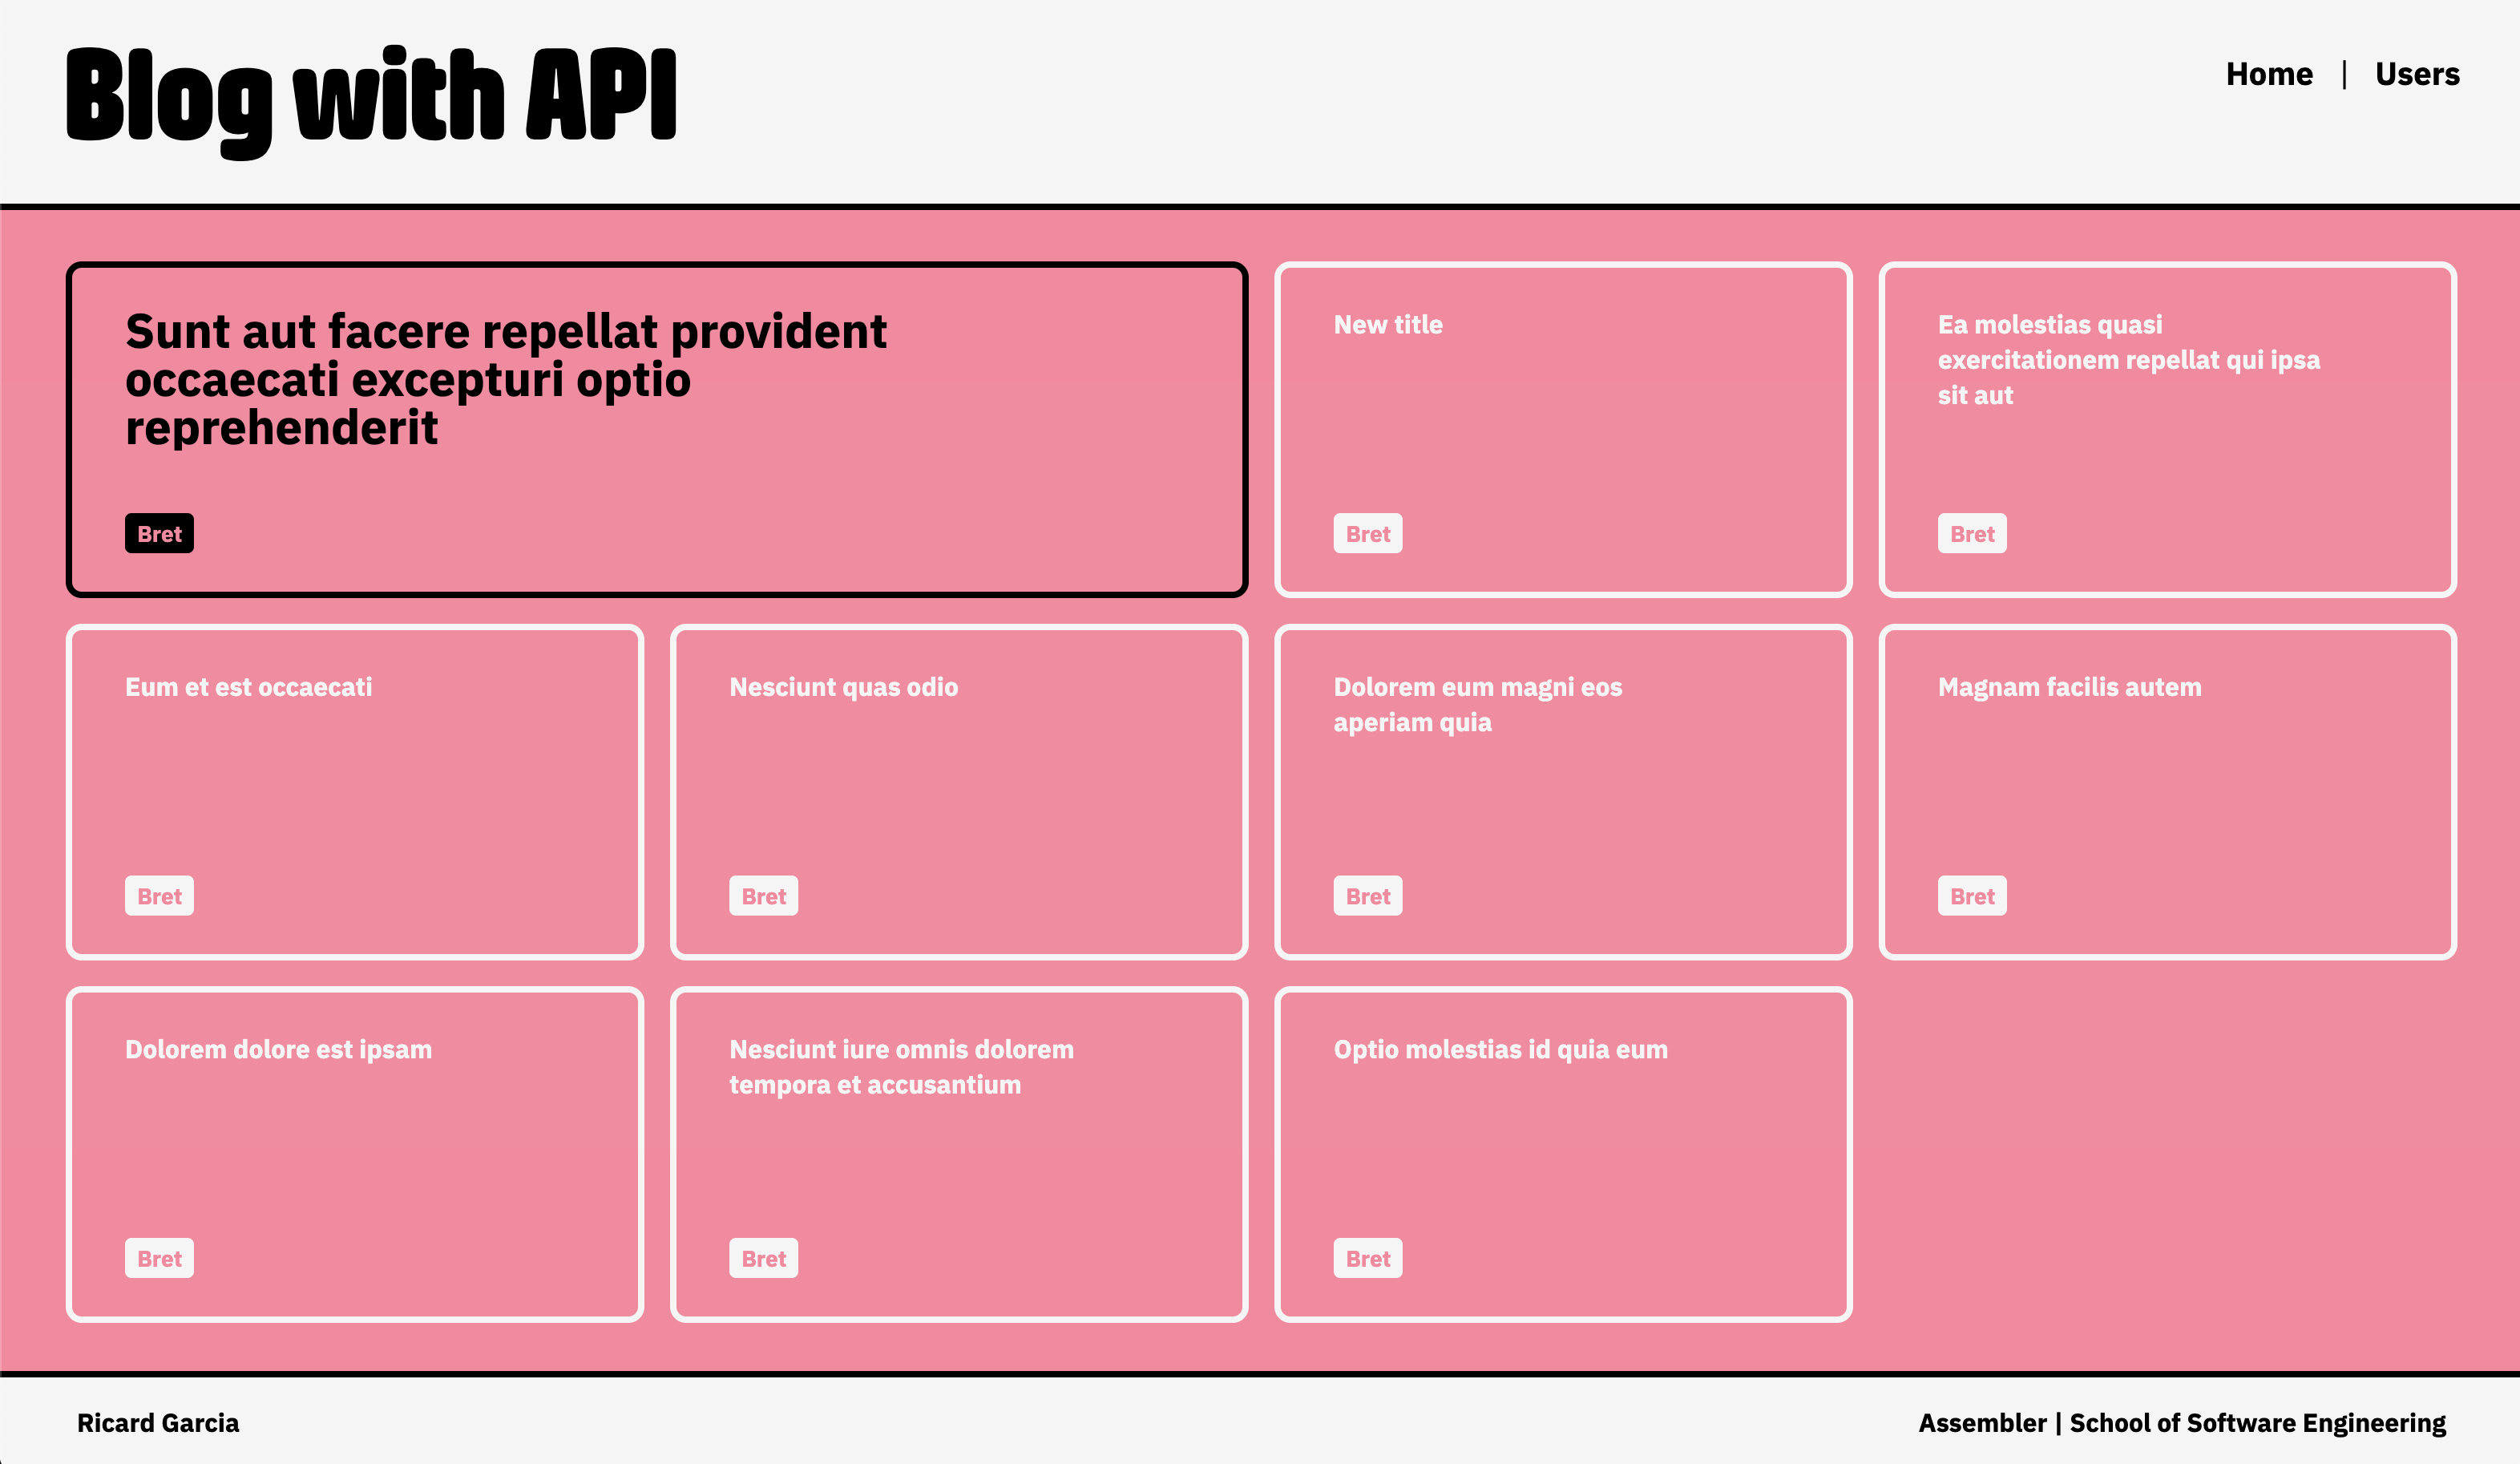 Blog with API
Home | Users
Sunt aut facere repellat provident
occaecati excepturi optio
reprehenderit
Bret
New title
Bret
Ea molestias quasi
exercitationem repellat qui ipsa
sit aut
Bret
Eum et est occaecati
Bret
Nesciunt quas odio
Bret
Dolorem eum magni eos
aperiam quia
Bret
Magnam facilis autem
Bret
Dolorem dolore est ipsam
Bret
Nesciunt iure omnis dolorem
tempora et accusantium
Bret
Optio molestias id quia eum
Bret
Ricard Garcia
Assembler | School of Software Engineering